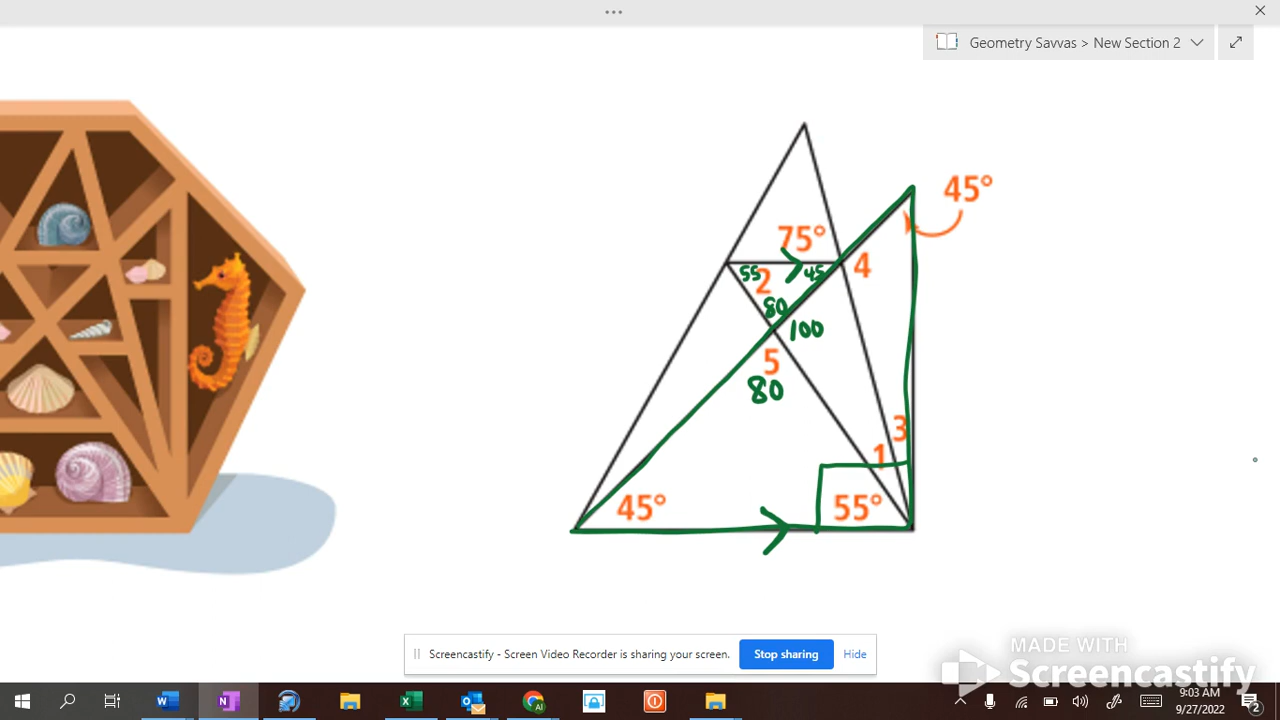 Geometry Savvas > New Section 2
45°
75°
4
55
2
45
80
100
5
80
3
1
45°
55°
Screencastify - Screen Video Recorder is sharing your screen.
Stop sharing
Hide
MADE WITH
Screencastify
9:03 AM
9/27/2022
2